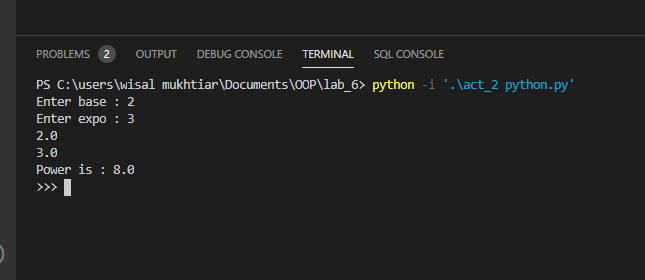 PROBLEMS 2 OUTPUT DEBUG CONSOLE TERMINAL SQL CONSOLE
PS C:\users\wisal mukhtiar\Documents\OOP\lab_6> python -i '.\act_2 python.py'
Enter base : 2
Enter expo : 3
2.0
3.0
Power is : 8.0
>>>